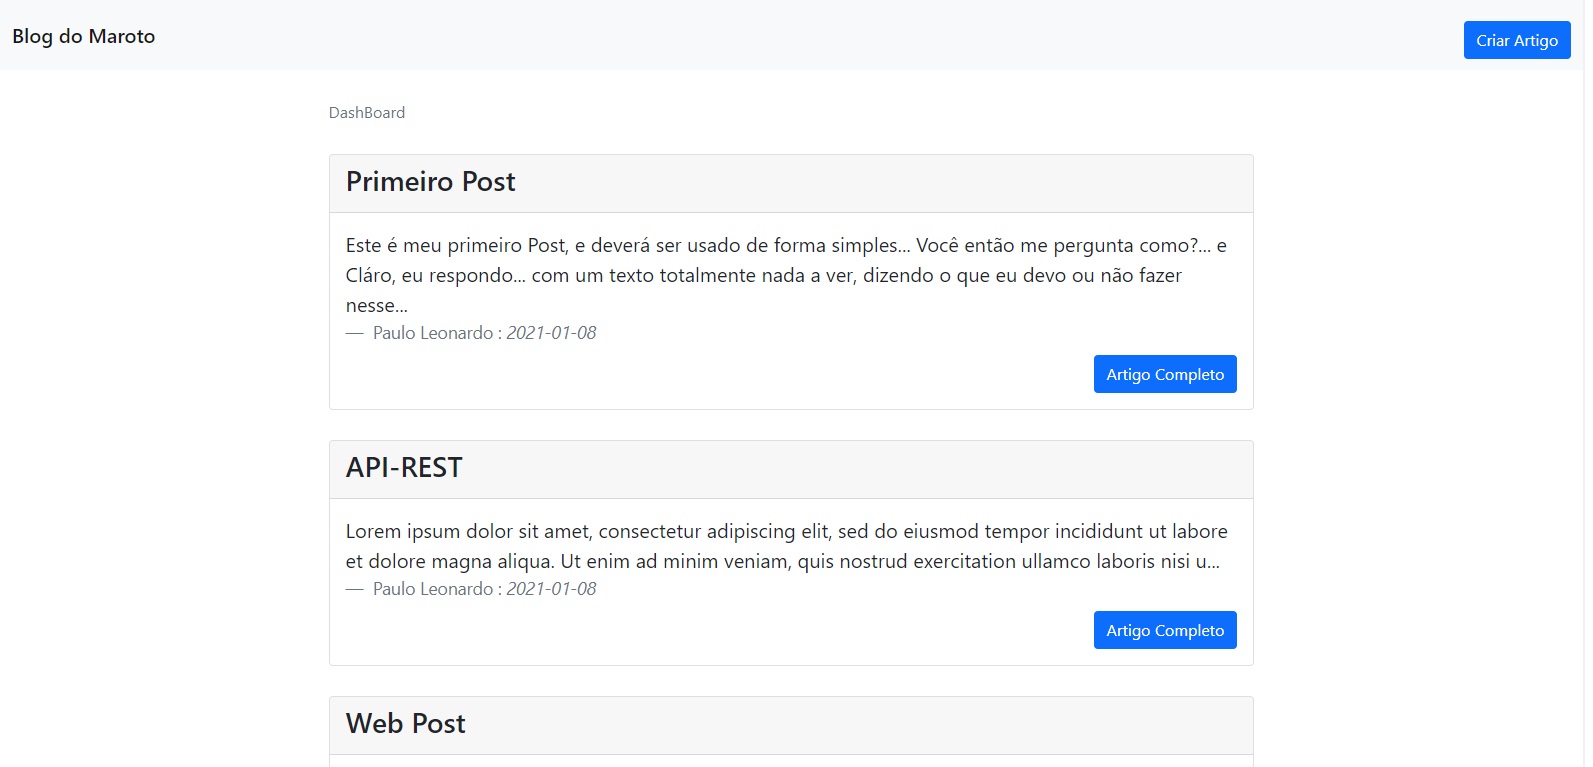 Blog do Maroto
Criar Artigo
DashBoard
Primeiro Post
Este é meu primeiro Post, e deverá ser usado de forma simples... Você então me pergunta como?... e
Cláro, eu respondo... com um texto totalmente nada a ver, dizendo o que eu devo ou não fazer
nesse...
— Paulo Leonardo : 2021-01-08
Artigo Completo
API-REST
Lorem ipsum dolor sit amet, consectetur adipiscing elit, sed do eiusmod tempor incididunt ut labore
et dolore magna aliqua. Ut enim ad minim veniam, quis nostrud exercitation ullamco laboris nisi u...
— Paulo Leonardo : 2021-01-08
Artigo Completo
Web Post